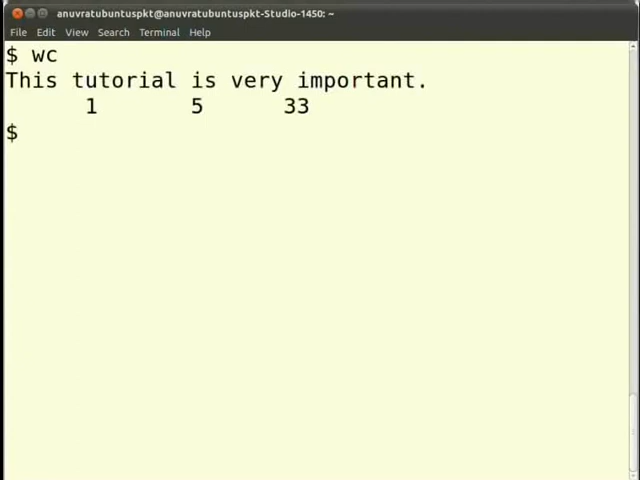 anuvratubuntuspkt@anuvratubuntuspkt-Studio-1450: ~
File Edit View Search Terminal Help
$ wc
This tutorial is very important.
1 5 33
$